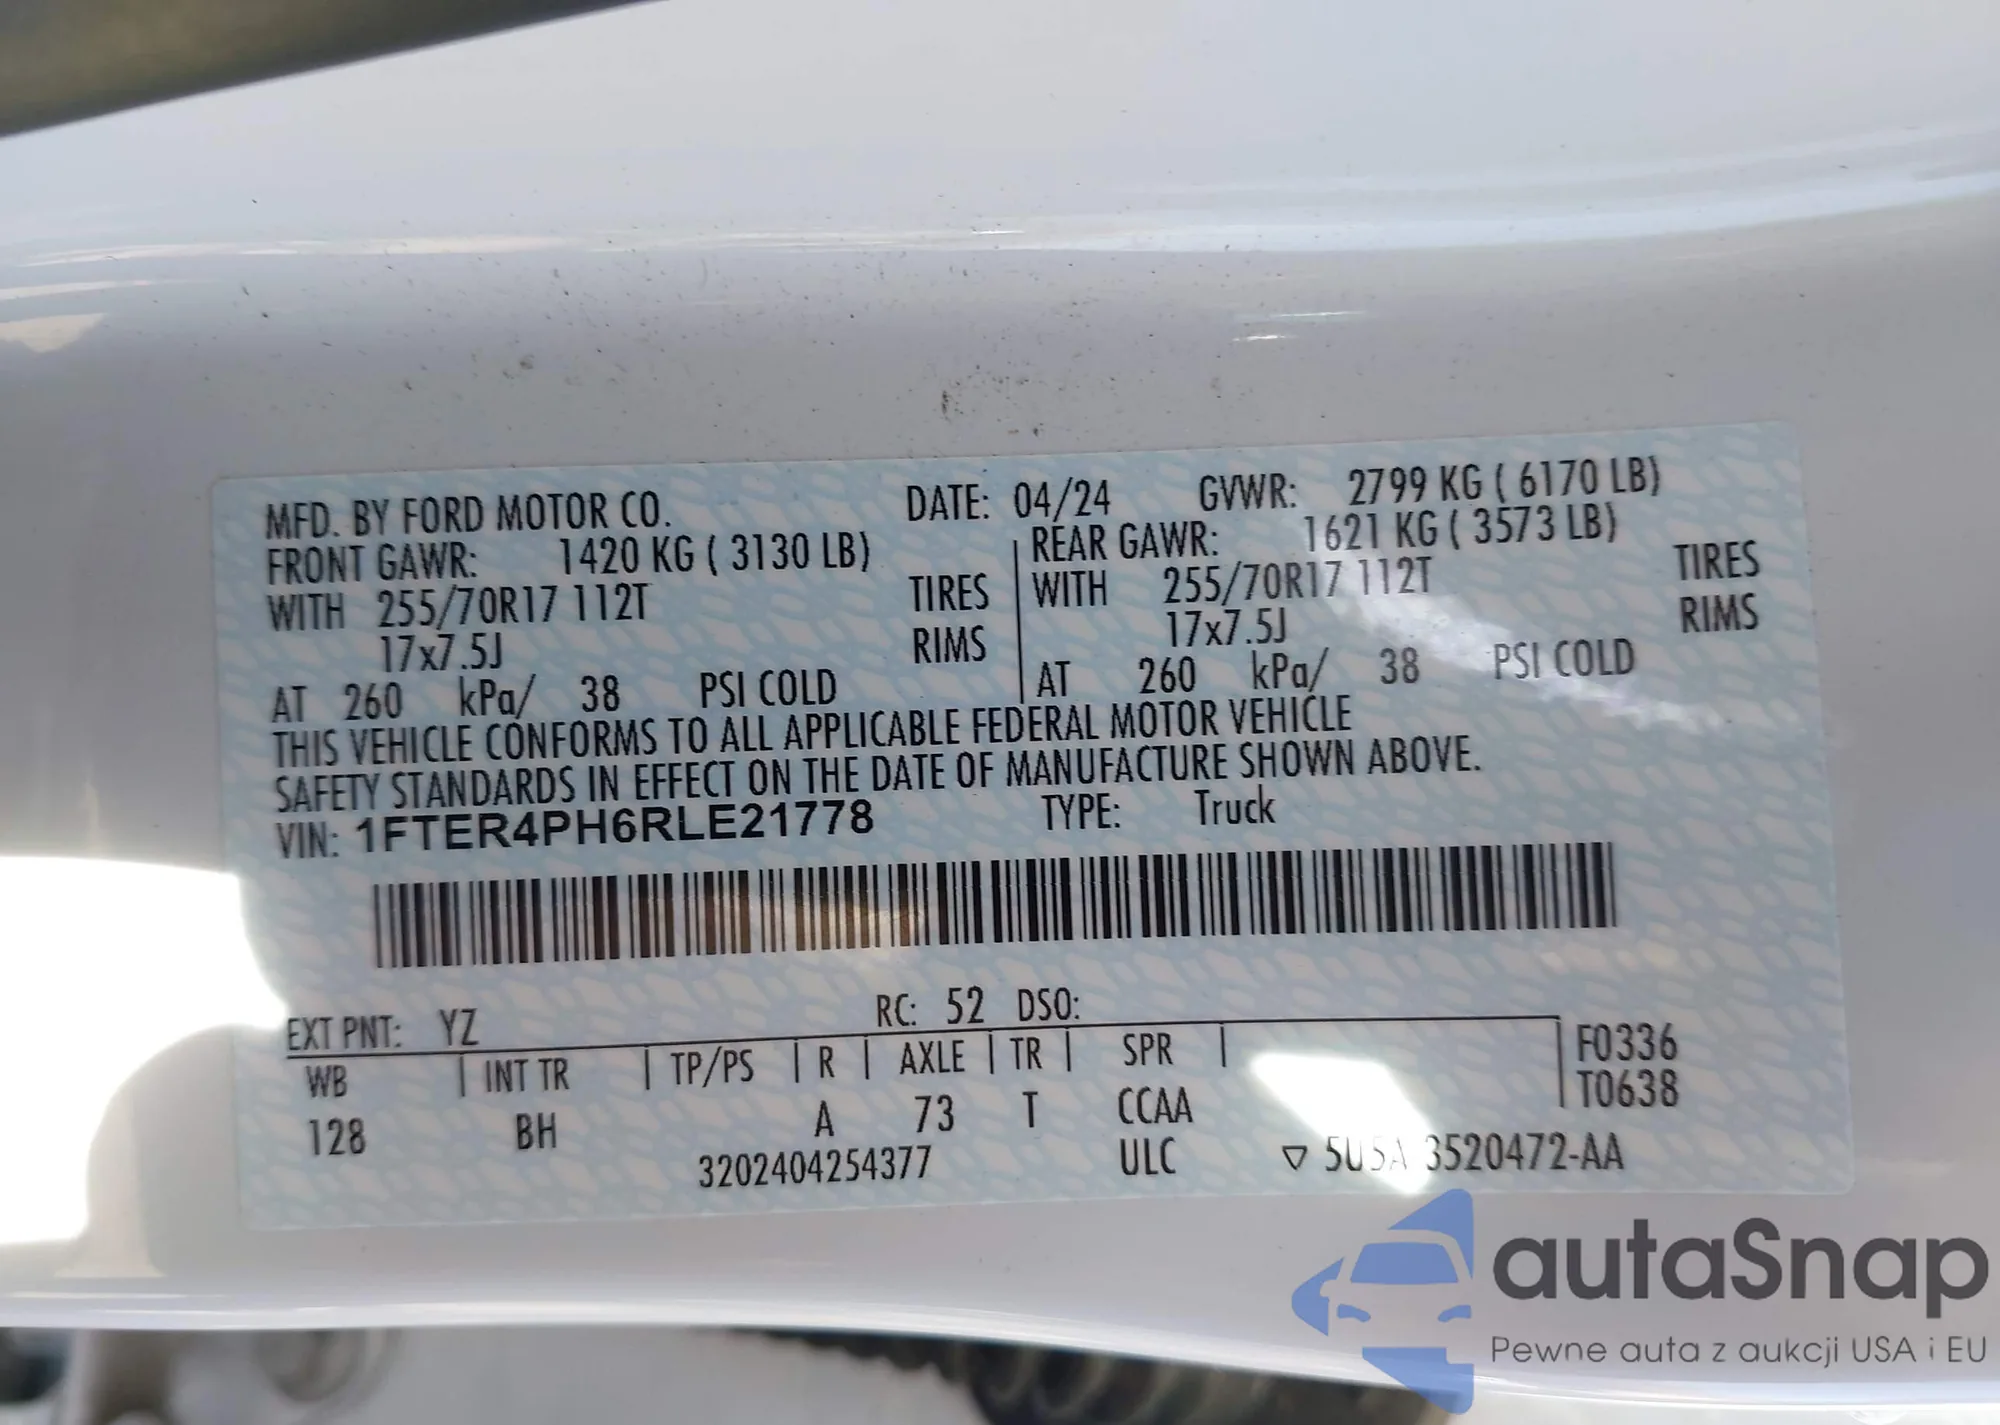 MFD. BY FORD MOTOR CO. DATE: 04/24 GVWR: 2799 KG ( 6170 LB)
FRONT GAWR: 1420 KG ( 3130 LB) REAR GAWR: 1621 KG ( 3573 LB)
WITH 255/70R17 112T TIRES WITH 255/70R17 112T TIRES
17x7.5J RIMS 17x7.5J RIMS
AT 260 kPa/ 38 PSI COLD AT 260 kPa/ 38 PSI COLD
THIS VEHICLE CONFORMS TO ALL APPLICABLE FEDERAL MOTOR VEHICLE
SAFETY STANDARDS IN EFFECT ON THE DATE OF MANUFACTURE SHOWN ABOVE.
VIN: 1FTER4PH6RLE21778 TYPE: Truck
EXT PNT: YZ RC: 52 DSO:
WB INT TR TP/PS R AXLE TR SPR F0336
128 BH A 73 T CCAA T0638
3202404254377 ULC ▽ 5U5A 3520472-AA
autaSnap
Pewne auta z aukcji USA i EU